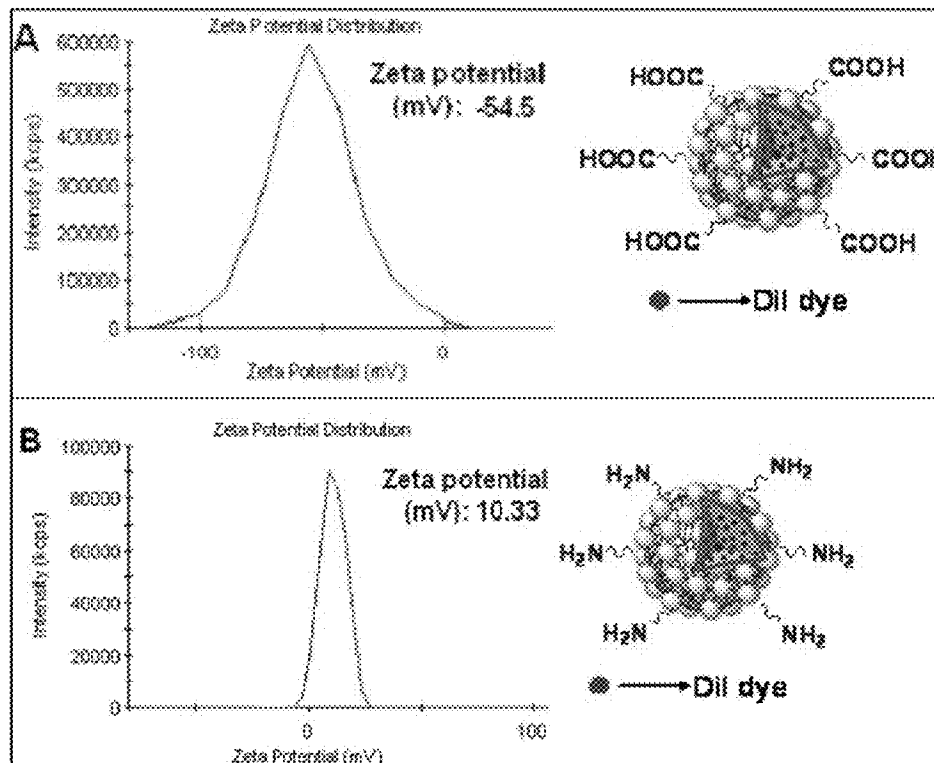 A
Zeta Potential Distribution
600000
500000
400000
300000
200000
100000
0
Intensity (kcps)
-100
0
Zeta Potential (mV)
Zeta potential
(mV): -54.5
HOOC
COOH
HOOC
COOH
HOOC
COOH
Dil dye
B
Zeta Potential Distribution
100000
80000
60000
40000
20000
0
Intensity (kcps)
0
100
Zeta Potential (mV)
Zeta potential
(mV): 10.33
H₂N
NH₂
H₂N
NH₂
H₂N
NH₂
Dil dye